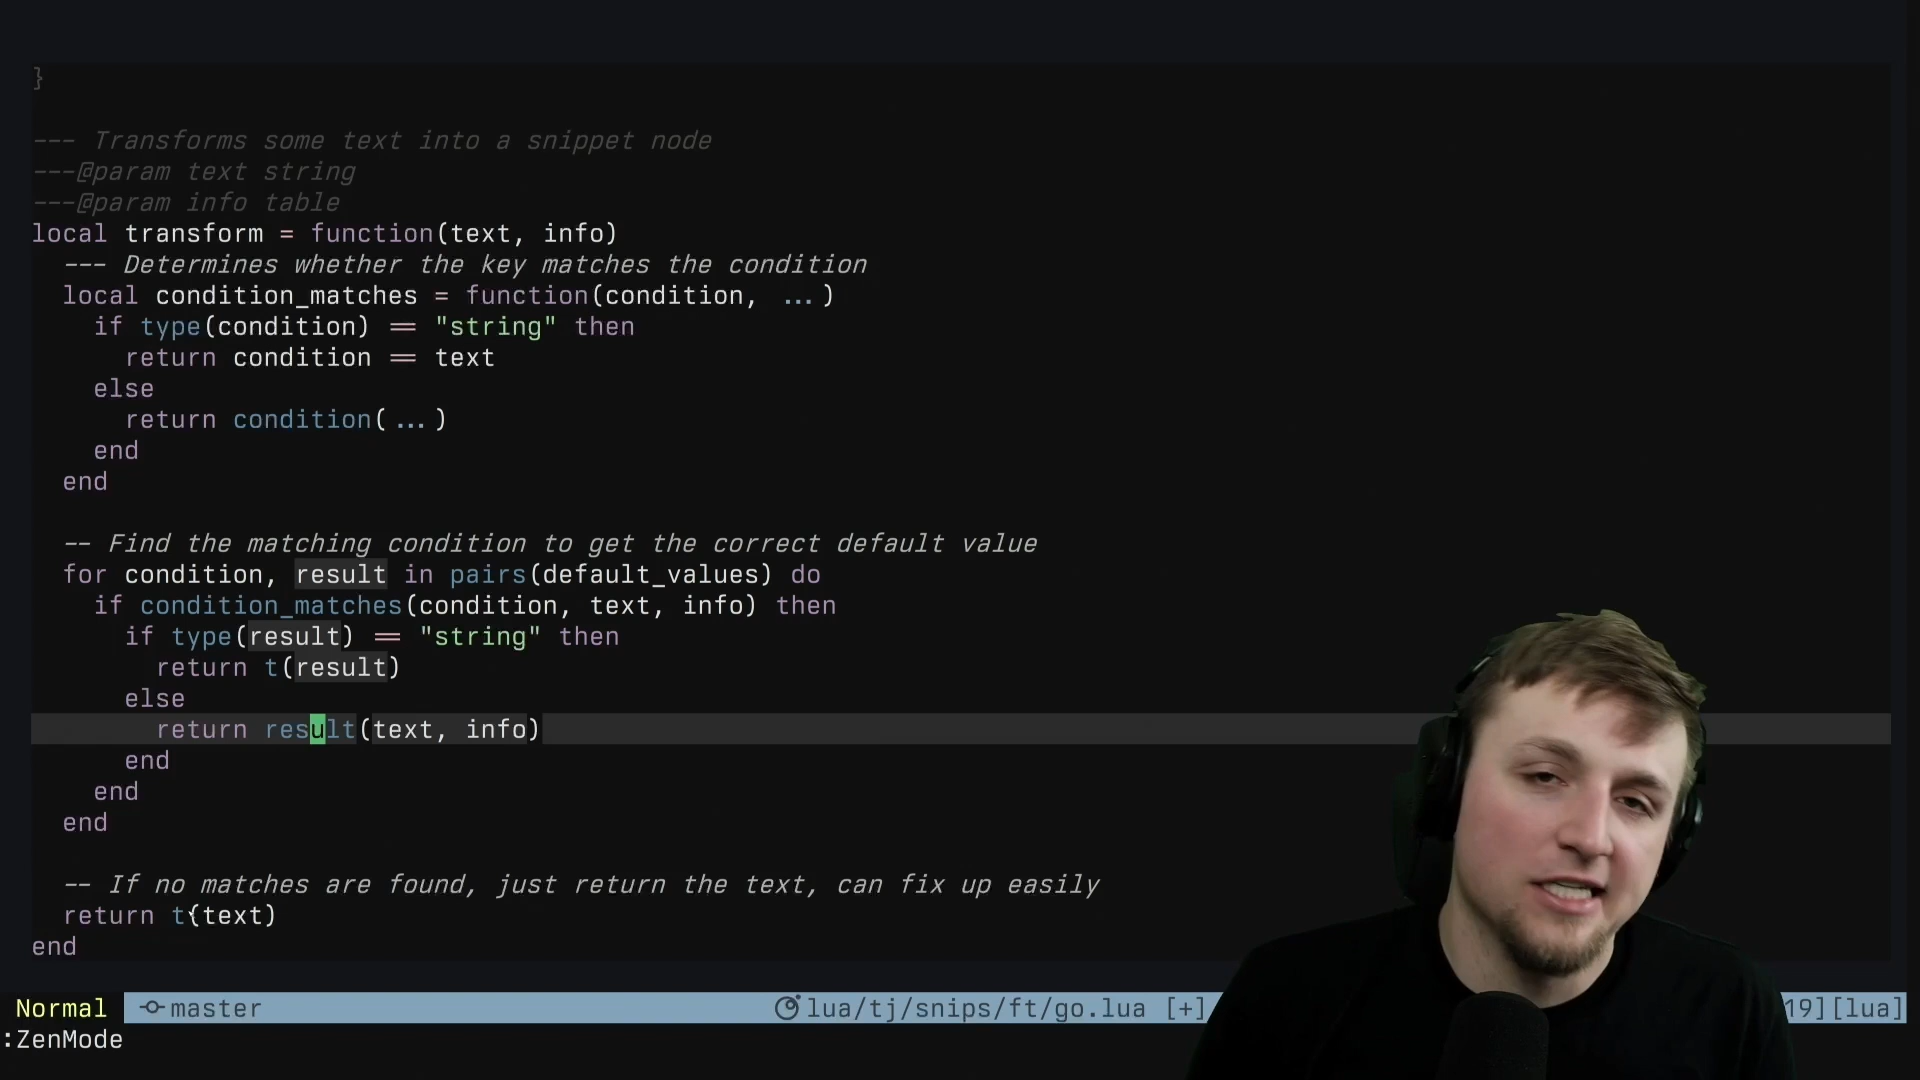 }
--- Transforms some text into a snippet node
---@param text string
---@param info table
local transform = function(text, info)
--- Determines whether the key matches the condition
local condition_matches = function(condition, ...)
if type(condition) == "string" then
return condition == text
else
return condition(...)
end
end
-- Find the matching condition to get the correct default value
for condition, result in pairs(default_values) do
if condition_matches(condition, text, info) then
if type(result) == "string" then
return t(result)
else
return result(text, info)
end
end
end
-- If no matches are found, just return the text, can fix up easily
return t(text)
end
Normal master lua/tj/snips/ft/go.lua [+] 19][lua]
:ZenMode